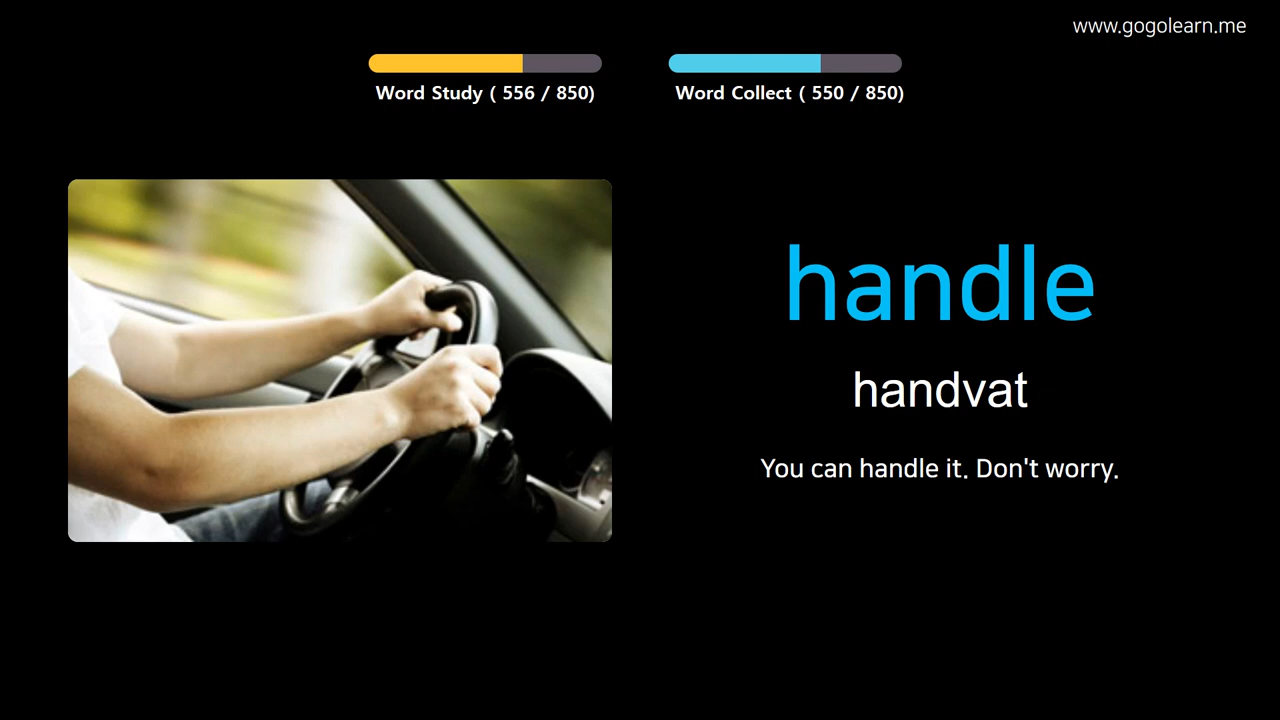 www.gogolearn.me
Word Study ( 556 / 850)
Word Collect ( 550 / 850)
handle
handvat
You can handle it. Don't worry.